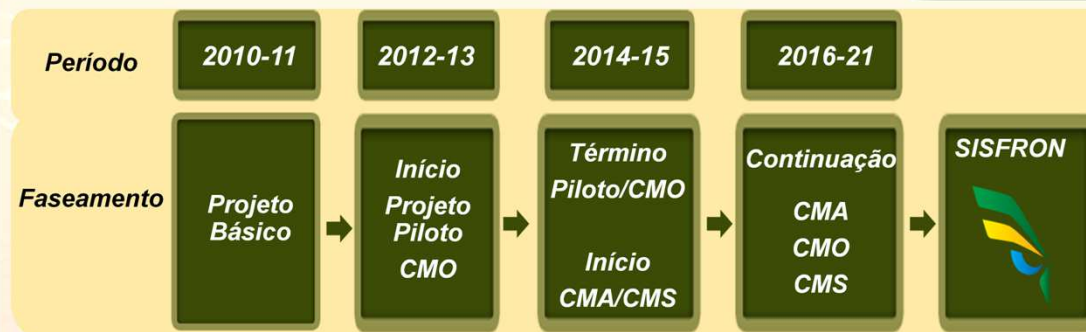 Período
2010-11
2012-13
2014-15
2016-21
Faseamento
Projeto
Básico
Início
Projeto
Piloto
CMO
Término
Piloto/CMO
Início
CMA/CMS
Continuação
CMA
CMO
CMS
SISFRON